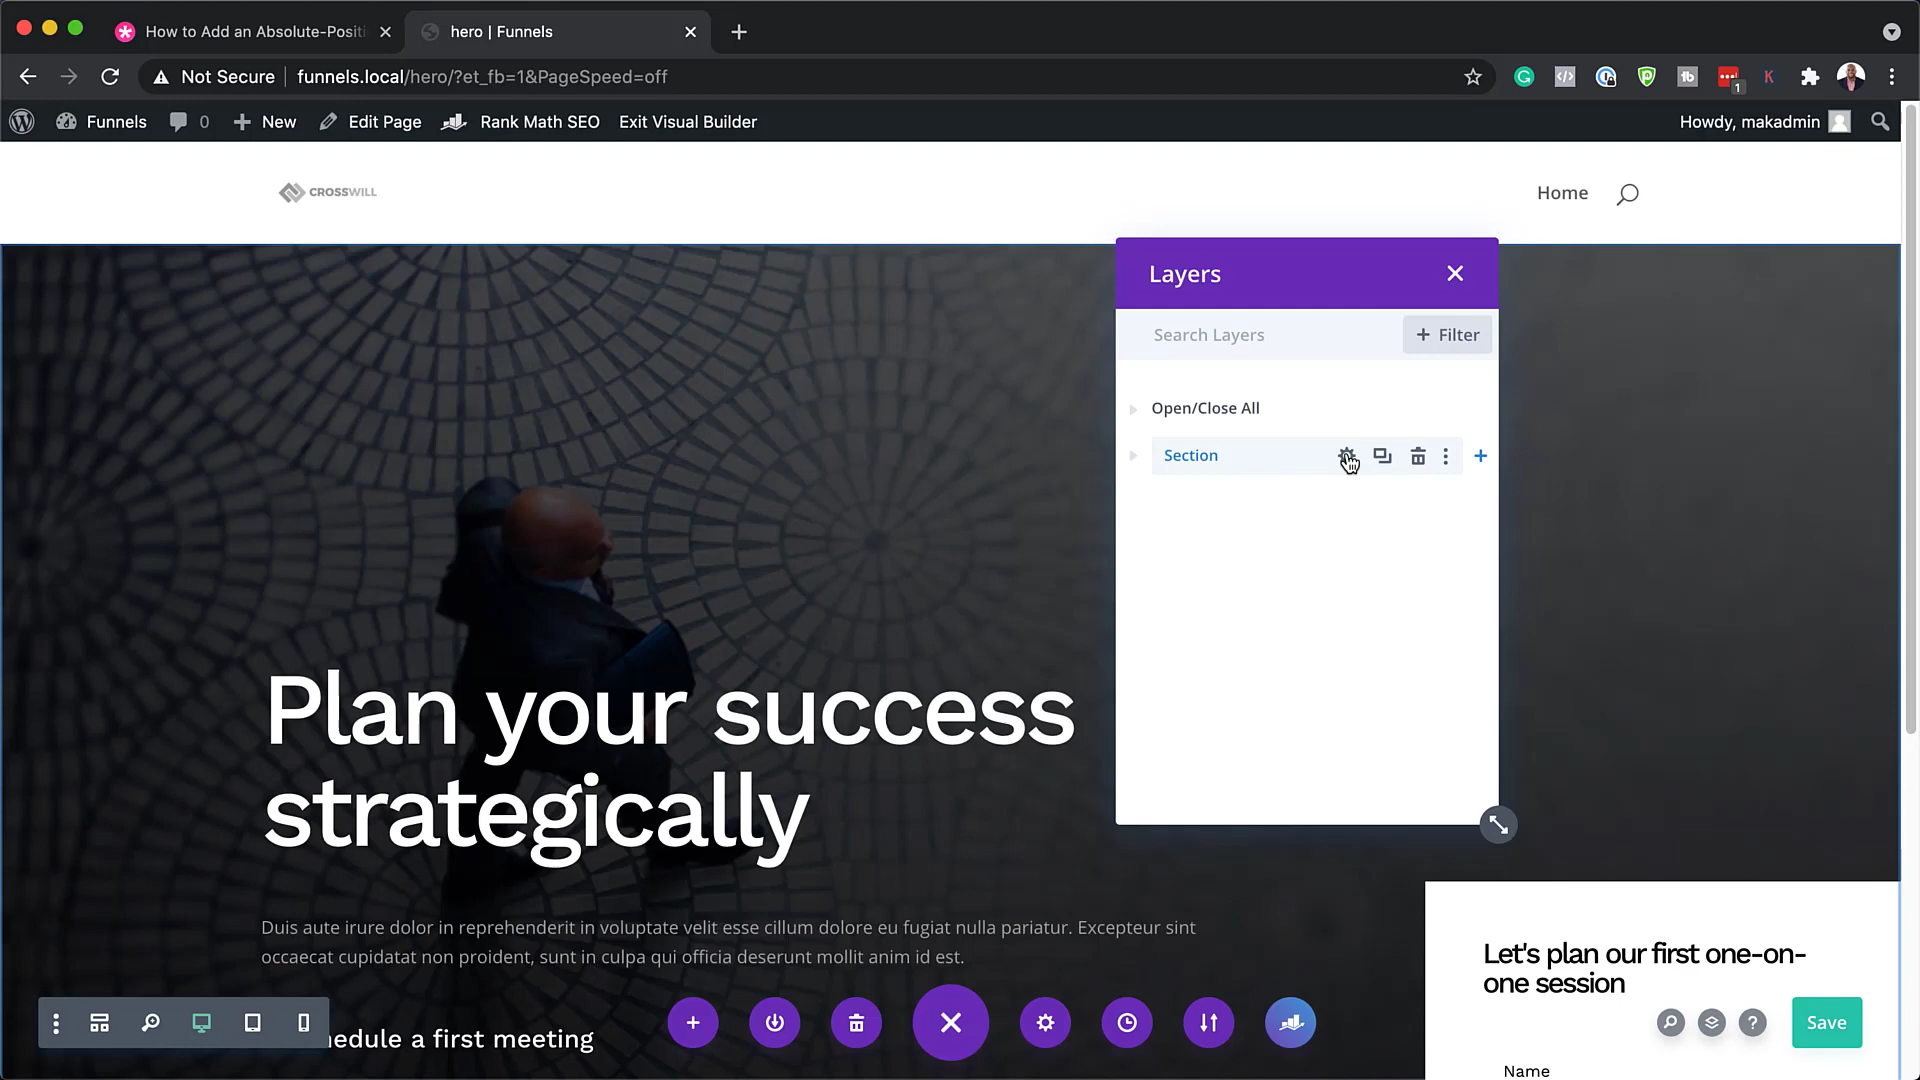 How to Add an Absolute-Positi
hero | Funnels
Not Secure
funnels.local/hero/?et_fb=1&PageSpeed=off
1
Funnels
0
New
Edit Page
Rank Math SEO
Exit Visual Builder
Howdy, makadmin
CROSSWILL
Home
Layers
Search Layers
+ Filter
Open/Close All
Section
Plan your success
strategically
Duis aute irure dolor in reprehenderit in voluptate velit esse cillum dolore eu fugiat nulla pariatur. Excepteur sint
occaecat cupidatat non proident, sunt in culpa qui officia deserunt mollit anim id est.
hedule a first meeting
Let's plan our first one-on-
one session
Save
Name